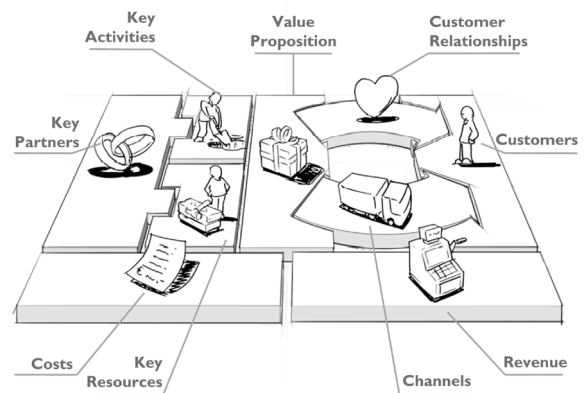 Key
Activities
Value
Proposition
Customer
Relationships
Key
Partners
Customers
Costs
Key
Resources
Channels
Revenue